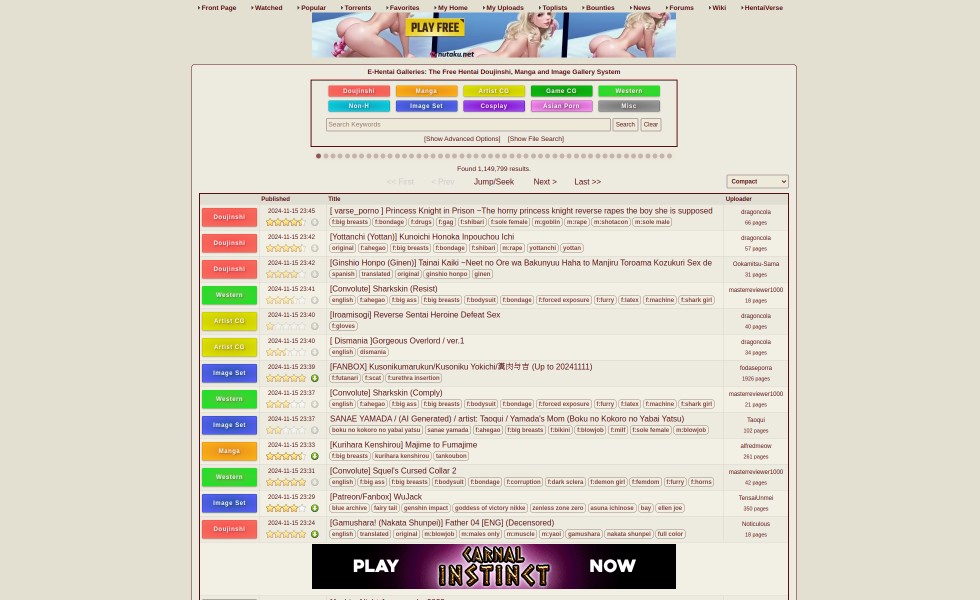 Front Page Watched Popular Torrents Favorites My Home My Uploads Toplists Bounties News Forums Wiki HentaiVerse
PLAY FREE
nutaku.net
E-Hentai Galleries: The Free Hentai Doujinshi, Manga and Image Gallery System
Doujinshi Manga Artist CG Game CG Western
Non-H Image Set Cosplay Asian Porn Misc
Search Keywords Search Clear
[Show Advanced Options] [Show File Search]
Found 1,149,799 results.
<< First < Prev Jump/Seek Next > Last >> Compact
Published Title Uploader
Doujinshi 2024-11-15 23:45 [ varse_porno ] Princess Knight in Prison ~The horny princess knight reverse rapes the boy she is supposed dragoncola
f:big breasts f:bondage f:drugs f:gag f:shibari f:sole female m:goblin m:rape m:shotacon m:sole male 66 pages
Doujinshi 2024-11-15 23:42 [Yottanchi (Yottan)] Kunoichi Honoka Inpouchou Ichi dragoncola
original f:ahegao f:big breasts f:bondage f:shibari m:rape yottanchi yottan 57 pages
Doujinshi 2024-11-15 23:42 [Ginshio Honpo (Ginen)] Tainai Kaiki ~Neet no Ore wa Bakunyuu Haha to Manjiru Toroama Kozukuri Sex de Ookamitsu-Sama
spanish translated original ginshio honpo ginen 31 pages
Western 2024-11-15 23:41 [Convolute] Sharkskin (Resist) masterreviewer1000
english f:ahegao f:big ass f:big breasts f:bodysuit f:bondage f:forced exposure f:furry f:latex f:machine f:shark girl 18 pages
Artist CG 2024-11-15 23:40 [Iroamisogi] Reverse Sentai Heroine Defeat Sex dragoncola
f:gloves 40 pages
Artist CG 2024-11-15 23:40 [ Dismania ]Gorgeous Overlord / ver.1 dragoncola
english dismania 34 pages
Image Set 2024-11-15 23:39 [FANBOX] Kusonikumarukun/Kusoniku Yokichi/糞肉与吉 (Up to 20241111) fodaseporra
f:futanari f:scat f:urethra insertion 1926 pages
Western 2024-11-15 23:37 [Convolute] Sharkskin (Comply) masterreviewer1000
english f:ahegao f:big ass f:big breasts f:bodysuit f:bondage f:forced exposure f:furry f:latex f:machine f:shark girl 21 pages
Image Set 2024-11-15 23:37 SANAE YAMADA / (AI Generated) / artist: Taoqui / Yamada's Mom (Boku no Kokoro no Yabai Yatsu) Taoqui
boku no kokoro no yabai yatsu sanae yamada f:ahegao f:big breasts f:bikini f:blowjob f:milf f:sole female m:blowjob 102 pages
Manga 2024-11-15 23:33 [Kurihara Kenshirou] Majime to Fumajime alfredmeow
f:big breasts kurihara kenshirou tankoubon 261 pages
Western 2024-11-15 23:31 [Convolute] Squel's Cursed Collar 2 masterreviewer1000
english f:big ass f:big breasts f:bodysuit f:bondage f:corruption f:dark sclera f:demon girl f:femdom f:furry f:horns 42 pages
Image Set 2024-11-15 23:29 [Patreon/Fanbox] WuJack TensaiUnmei
blue archive fairy tail genshin impact goddess of victory nikke zenless zone zero asuna ichinose bay ellen joe 350 pages
Doujinshi 2024-11-15 23:24 [Gamushara! (Nakata Shunpei)] Father 04 [ENG] (Decensored) Noticulous
english translated original m:blowjob m:males only m:muscle m:yaoi gamushara nakata shunpei full color 18 pages
PLAY CARNAL INSTINCT NOW